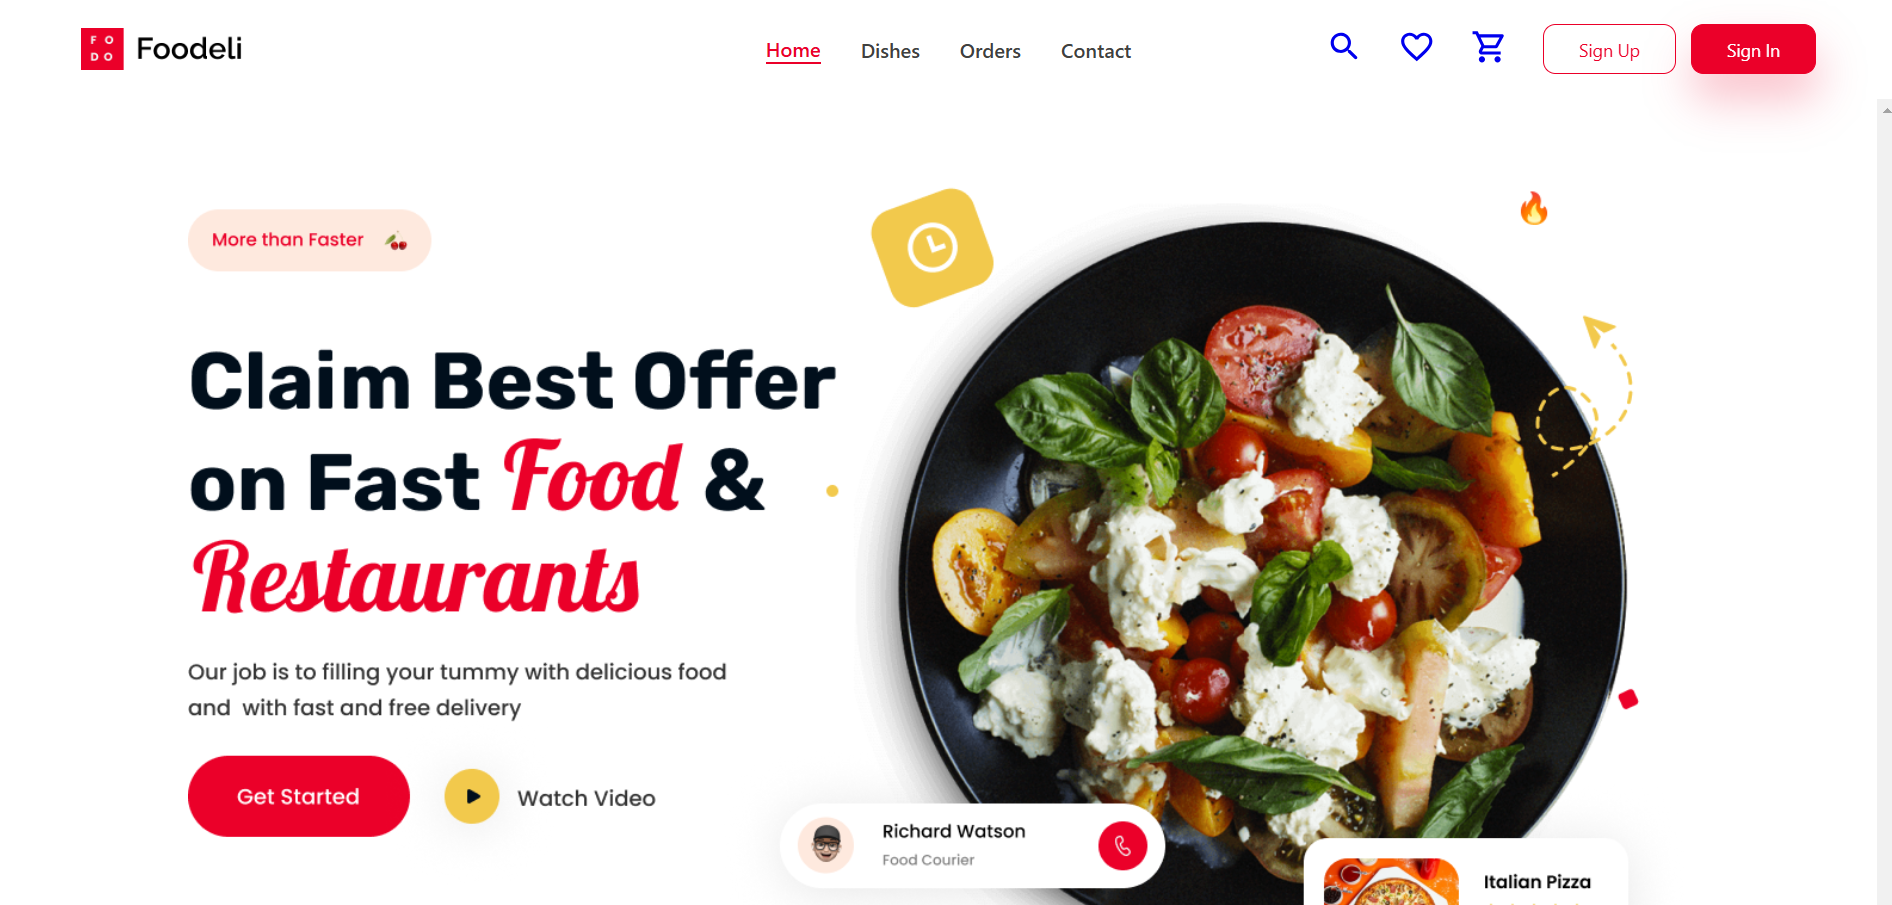 FO
DO
Foodeli
Home
Dishes
Orders
Contact
Sign Up
Sign In
More than Faster
Claim Best Offer
on Fast Food &
Restaurants
Our job is to filling your tummy with delicious food
and with fast and free delivery
Get Started
Watch Video
Richard Watson
Food Courier
Italian Pizza